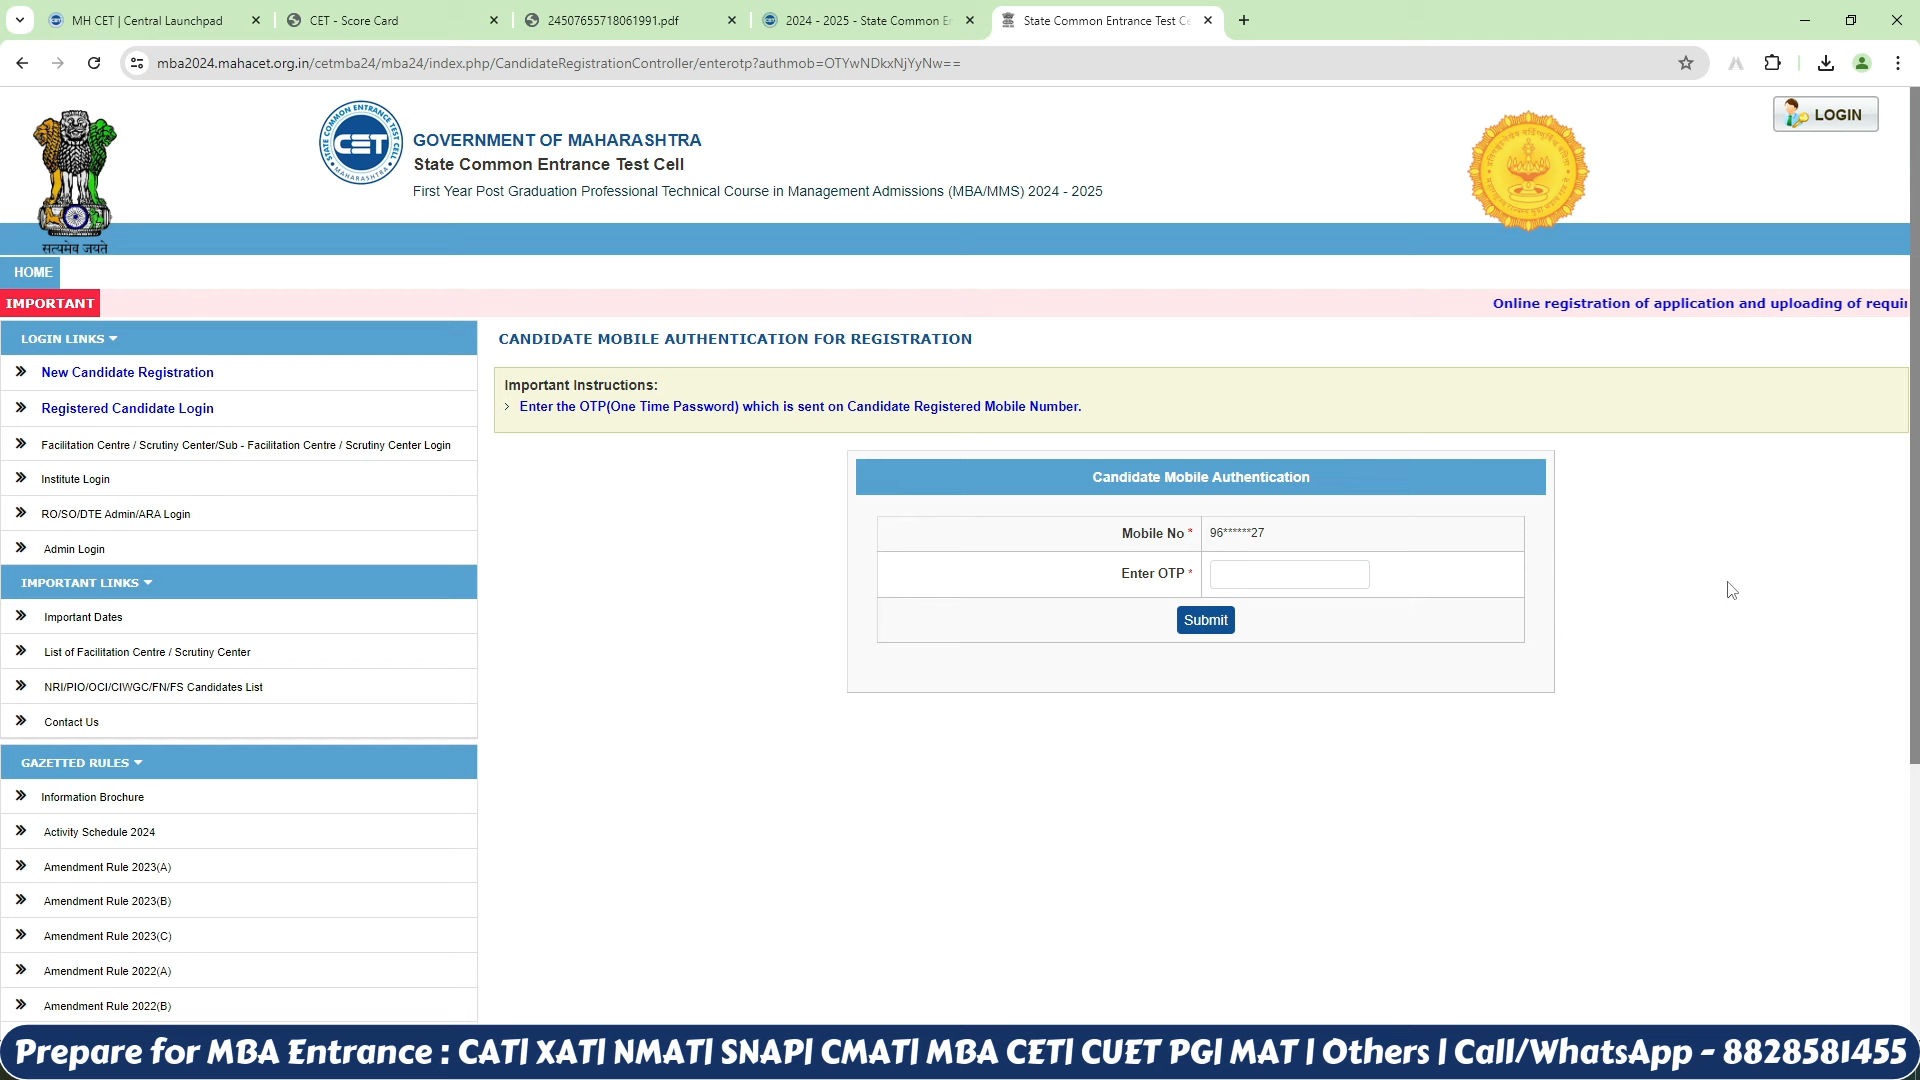 MH CET | Central Launchpad
CET - Score Card
24507655718061991.pdf
2024 - 2025 - State Common E
State Common Entrance Test Ce
mba2024.mahacet.org.in/cetmba24/mba24/index.php/CandidateRegistrationController/enterotp?authmob=OTYwNDkxNjYyNw==
STATE COMMON ENTRANCE TEST CELL
CET
MAHARASHTRA
GOVERNMENT OF MAHARASHTRA
State Common Entrance Test Cell
First Year Post Graduation Professional Technical Course in Management Admissions (MBA/MMS) 2024 - 2025
LOGIN
सत्यमेव जयते
HOME
IMPORTANT
Online registration of application and uploading of requir
LOGIN LINKS
New Candidate Registration
Registered Candidate Login
Facilitation Centre / Scrutiny Center/Sub - Facilitation Centre / Scrutiny Center Login
Institute Login
RO/SO/DTE Admin/ARA Login
Admin Login
IMPORTANT LINKS
Important Dates
List of Facilitation Centre / Scrutiny Center
NRI/PIO/OCI/CIWGC/FN/FS Candidates List
Contact Us
GAZETTED RULES
Information Brochure
Activity Schedule 2024
Amendment Rule 2023(A)
Amendment Rule 2023(B)
Amendment Rule 2023(C)
Amendment Rule 2022(A)
Amendment Rule 2022(B)
CANDIDATE MOBILE AUTHENTICATION FOR REGISTRATION
Important Instructions:
> Enter the OTP(One Time Password) which is sent on Candidate Registered Mobile Number.
Candidate Mobile Authentication
Mobile No * 96******27
Enter OTP *
Submit
Prepare for MBA Entrance : CAT| XAT| NMAT| SNAP| CMAT| MBA CET| CUET PG| MAT | Others | Call/WhatsApp - 8828581455